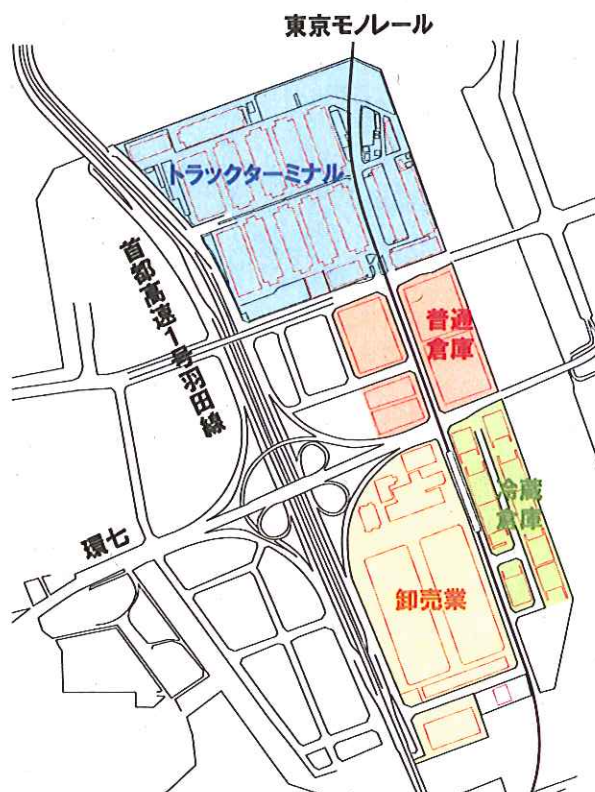 東京モノレール
トラックターミナル
首都高速1号羽田線
普通
倉庫
冷蔵
倉庫
環七
卸売業